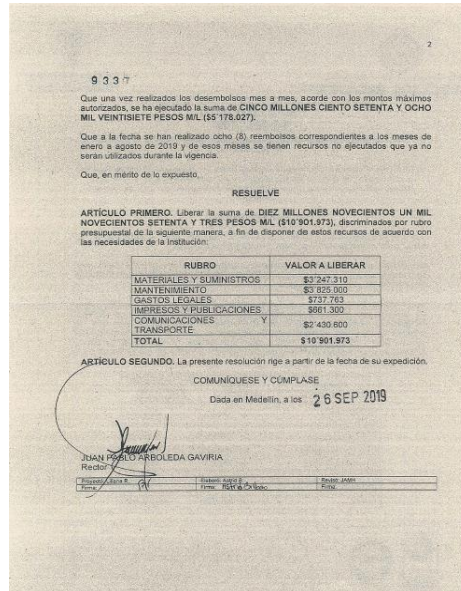 2
9337
Que una vez realizados los desembolsos mes a mes, acorde con los montos máximos
autorizados, se ha ejecutado la suma de CINCO MILLONES CIENTO SETENTA Y OCHO
MIL VEINTISIETE PESOS M/L ($5´178.027).
Que a la fecha se han realizado ocho (8) reembolsos correspondientes a los meses de
enero a agosto de 2019 y de esos meses se tienen recursos no ejecutados que ya no
serán utilizados durante la vigencia.
Que, en mérito de lo expuesto,
RESUELVE
ARTÍCULO PRIMERO. Liberar la suma de DIEZ MILLONES NOVECIENTOS UN MIL
NOVECIENTOS SETENTA Y TRES PESOS M/L ($10´901.973), discriminados por rubro
presupuestal de la siguiente manera, a fin de disponer de estos recursos de acuerdo con
las necesidades de la Institución:
RUBRO VALOR A LIBERAR
MATERIALES Y SUMINISTROS $3´247.310
MANTENIMIENTO $3´825.000
GASTOS LEGALES $737.763
IMPRESOS Y PUBLICACIONES $661.300
COMUNICACIONES Y
TRANSPORTE $2´430.600
TOTAL $10´901.973
ARTÍCULO SEGUNDO. La presente resolución rige a partir de la fecha de su expedición.
COMUNÍQUESE Y CÚMPLASE
Dada en Medellín, a los 26 SEP 2019
JUAN PABLO ARBOLEDA GAVIRIA
Rector
Firma: Firma: Firma: